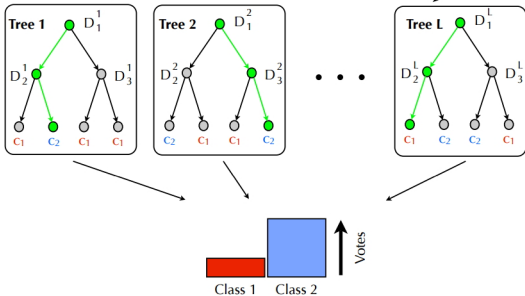 Tree 1 D₁¹
D₂¹ D₃¹
C₁ C₂ C₁ C₁
Tree 2 D₁²
D₂² D₃²
C₂ C₁ C₁ C₂
• • •
Tree L D₁ᴸ
D₂ᴸ D₃ᴸ
C₁ C₂ C₂ C₁
Votes
Class 1 Class 2